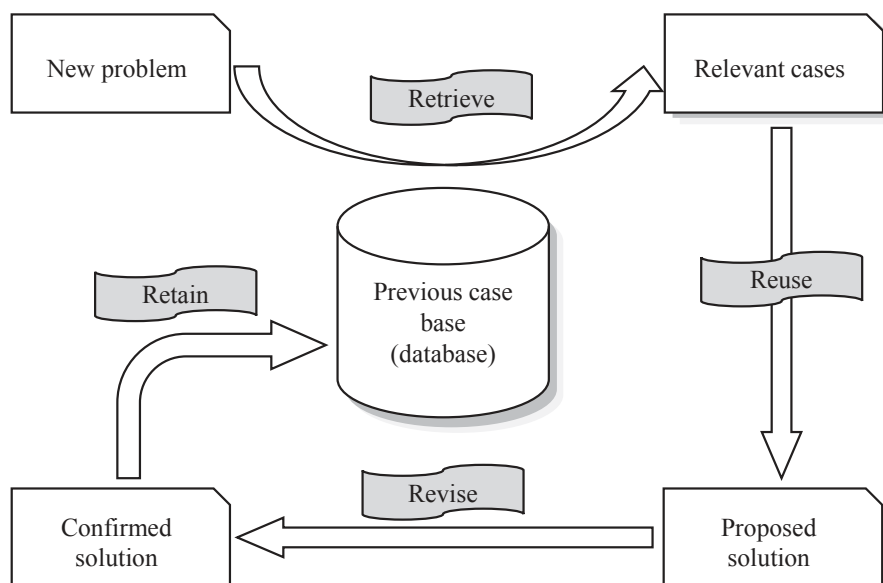 New problem
Retrieve
Relevant cases
Retain
Previous case
base
(database)
Reuse
Confirmed
solution
Revise
Proposed
solution